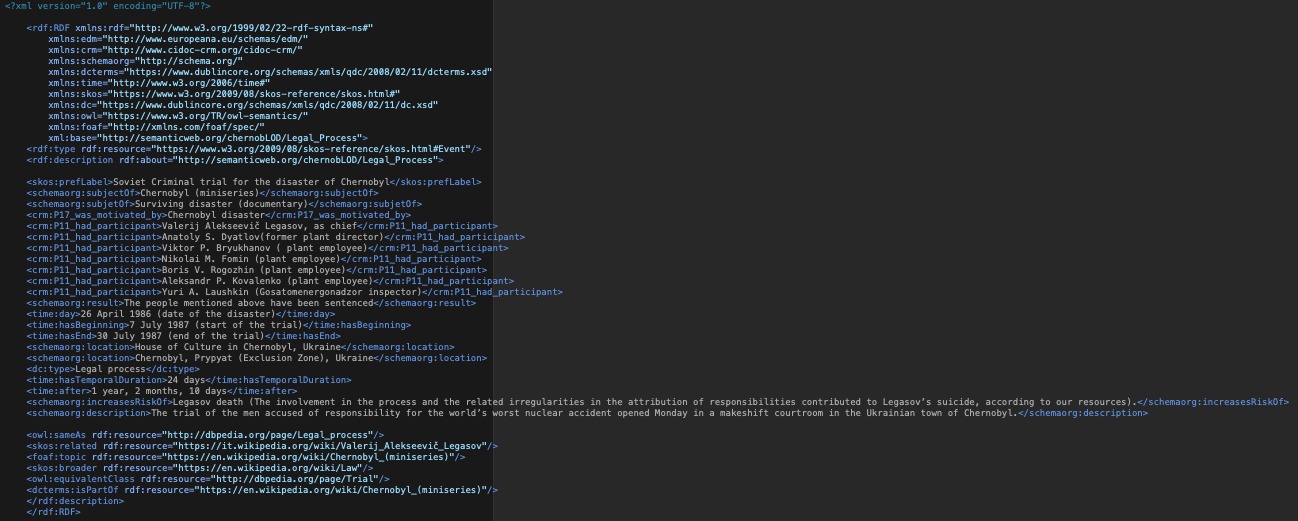 <?xml version="1.0" encoding="UTF-8"?>
<rdf:RDF xmlns:rdf="http://www.w3.org/1999/02/22-rdf-syntax-ns#"
xmlns:edm="http://www.europeana.eu/schemas/edm/"
xmlns:crm="http://www.cidoc-crm.org/cidoc-crm/"
xmlns:schemaorg="http://schema.org/"
xmlns:dcterms="https://www.dublincore.org/schemas/xmls/qdc/2008/02/11/dcterms.xsd"
xmlns:time="http://www.w3.org/2006/time#"
xmlns:skos="https://www.w3.org/2009/08/skos-reference/skos.html#"
xmlns:dc="https://www.dublincore.org/schemas/xmls/qdc/2008/02/11/dc.xsd"
xmlns:owl="https://www.w3.org/TR/owl-semantics/"
xmlns:foaf="http://xmlns.com/foaf/spec/"
xml:base="http://semanticweb.org/chernobLOD/Legal_Process">
<rdf:type rdf:resource="https://www.w3.org/2009/08/skos-reference/skos.html#Event"/>
<rdf:description rdf:about="http://semanticweb.org/chernobLOD/Legal_Process">
<skos:prefLabel>Soviet Criminal trial for the disaster of Chernobyl</skos:prefLabel>
<schemaorg:subjectOf>Chernobyl (miniseries)</schemaorg:subjectOf>
<schemaorg:subjetOf>Surviving disaster (documentary)</schemaorg:subjetOf>
<crm:P17_was_motivated_by>Chernobyl disaster</crm:P17_was_motivated_by>
<crm:P11_had_participant>Valerij Alekseevič Legasov, as chief</crm:P11_had_participant>
<crm:P11_had_participant>Anatoly S. Dyatlov(former plant director)</crm:P11_had_participant>
<crm:P11_had_participant>Viktor P. Bryukhanov ( plant employee)</crm:P11_had_participant>
<crm:P11_had_participant>Nikolai M. Fomin (plant employee)</crm:P11_had_participant>
<crm:P11_had_participant>Boris V. Rogozhin (plant employee)</crm:P11_had_participant>
<crm:P11_had_participant>Aleksandr P. Kovalenko (plant employee)</crm:P11_had_participant>
<crm:P11_had_participant>Yuri A. Laushkin (Gosatomenergonadzor inspector)</crm:P11_had_participant>
<schemaorg:result>The people mentioned above have been sentenced</schemaorg:result>
<time:day>26 April 1986 (date of the disaster)</time:day>
<time:hasBeginning>7 July 1987 (start of the trial)</time:hasBeginning>
<time:hasEnd>30 July 1987 (end of the trial)</time:hasEnd>
<schemaorg:location>House of Culture in Chernobyl, Ukraine</schemaorg:location>
<schemaorg:location>Chernobyl, Prypyat (Exclusion Zone), Ukraine</schemaorg:location>
<dc:type>Legal process</dc:type>
<time:hasTemporalDuration>24 days</time:hasTemporalDuration>
<time:after>1 year, 2 months, 10 days</time:after>
<schemaorg:increasesRiskOf>Legasov death (The involvement in the process and the related irregularities in the attribution of responsibilities contributed to Legasov's suicide, according to our resources).</schemaorg:increasesRiskOf>
<schemaorg:description>The trial of the men accused of responsibility for the world's worst nuclear accident opened Monday in a makeshift courtroom in the Ukrainian town of Chernobyl.</schemaorg:description>
<owl:sameAs rdf:resource="http://dbpedia.org/page/Legal_process"/>
<skos:related rdf:resource="https://it.wikipedia.org/wiki/Valerij_Alekseevič_Legasov"/>
<foaf:topic rdf:resource="https://en.wikipedia.org/wiki/Chernobyl_(miniseries)"/>
<skos:broader rdf:resource="https://en.wikipedia.org/wiki/Law"/>
<owl:equivalentClass rdf:resource="http://dbpedia.org/page/Trial"/>
<dcterms:isPartOf rdf:resource="https://en.wikipedia.org/wiki/Chernobyl_(miniseries)"/>
</rdf:description>
</rdf:RDF>